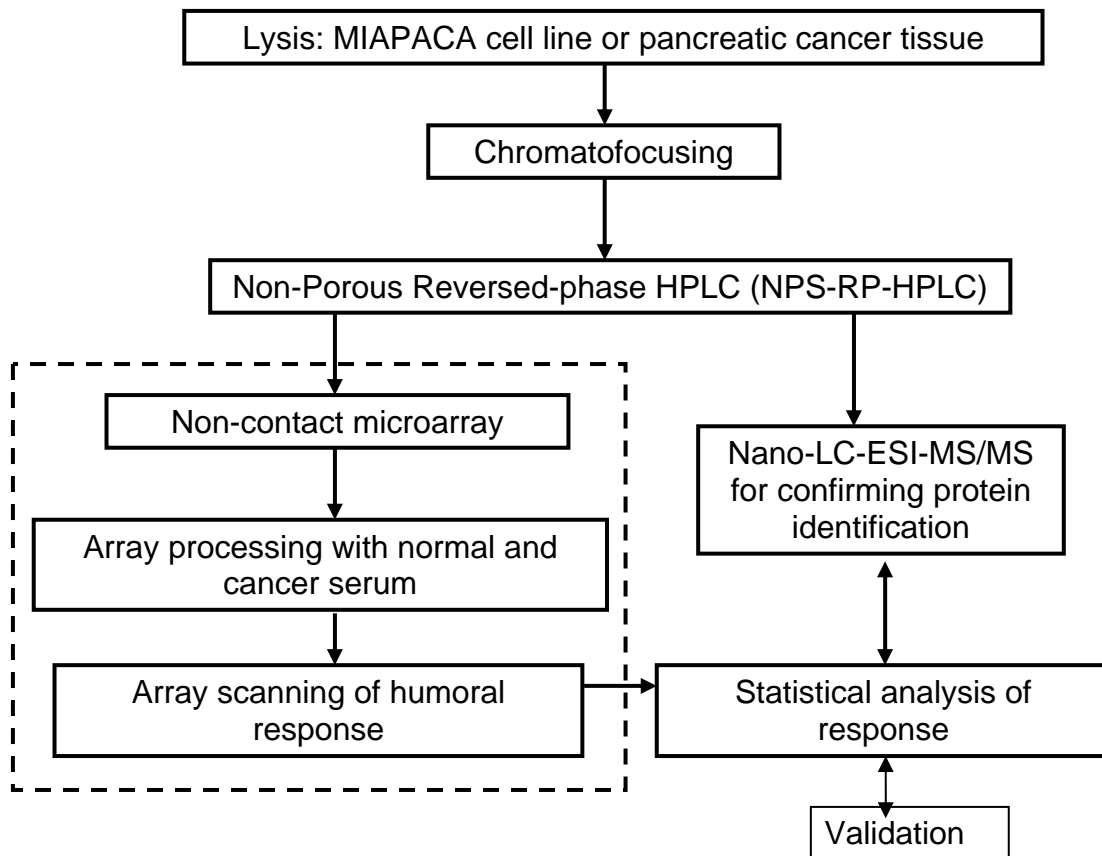 Lysis: MIAPACA cell line or pancreatic cancer tissue
Chromatofocusing
Non-Porous Reversed-phase HPLC (NPS-RP-HPLC)
Non-contact microarray
Array processing with normal and
cancer serum
Array scanning of humoral
response
Nano-LC-ESI-MS/MS
for confirming protein
identification
Statistical analysis of
response
Validation